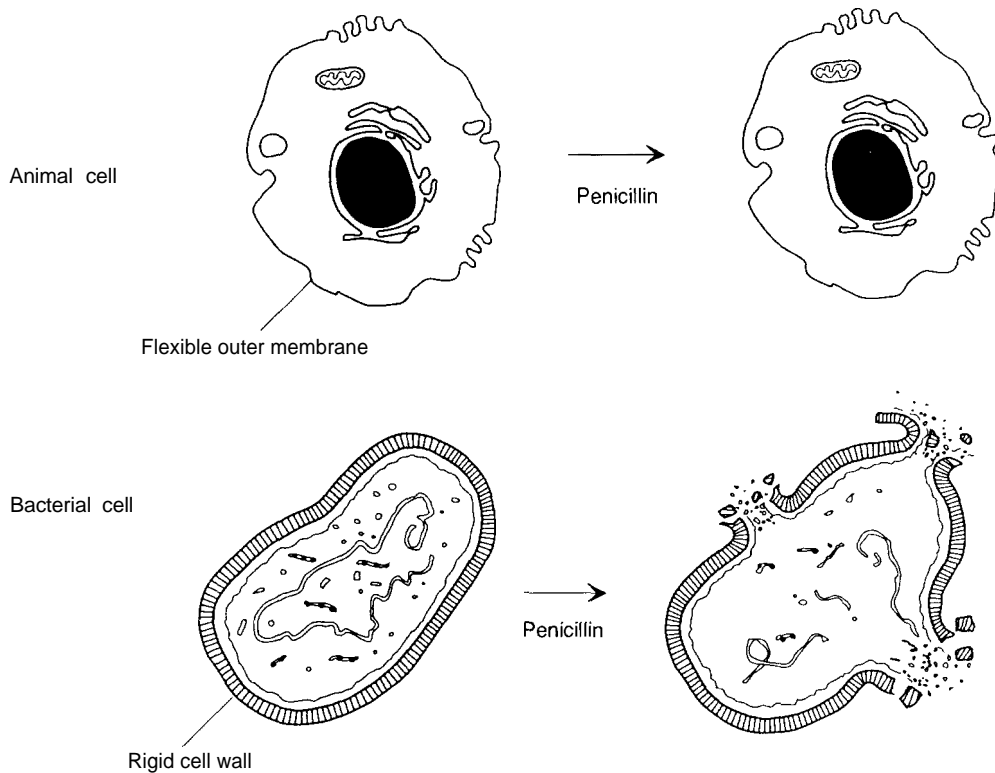 Animal cell
Penicillin
Flexible outer membrane
Bacterial cell
Penicillin
Rigid cell wall